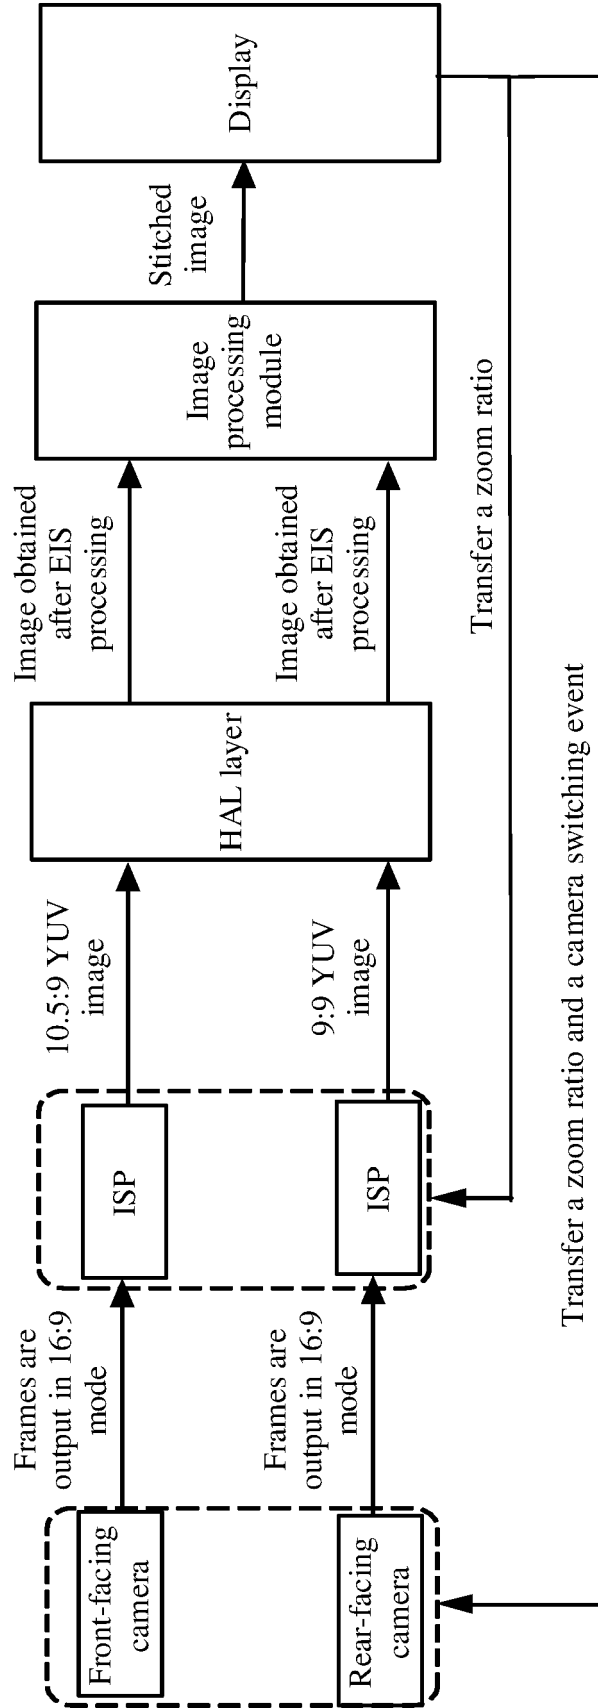 Front-facing
camera
Rear-facing
camera
Frames are
output in 16:9
mode
Frames are
output in 16:9
mode
ISP
ISP
10.5:9 YUV
image
9:9 YUV
image
HAL layer
Image obtained
after EIS
processing
Image obtained
after EIS
processing
Image
processing
module
Stitched
image
Display
Transfer a zoom ratio
Transfer a zoom ratio and a camera switching event